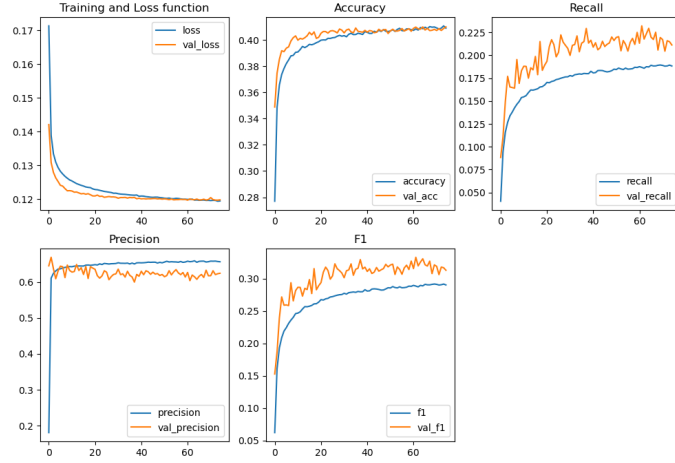 Training and Loss function
loss
val_loss
0.17
0.16
0.15
0.14
0.13
0.12
0 20 40 60
Accuracy
0.40
0.38
0.36
0.34
0.32
0.30
0.28
accuracy
val_acc
0 20 40 60
Recall
0.225
0.200
0.175
0.150
0.125
0.100
0.075
0.050
recall
val_recall
0 20 40 60
Precision
0.6
0.5
0.4
0.3
0.2
precision
val_precision
0 20 40 60
F1
0.30
0.25
0.20
0.15
0.10
0.05
f1
val_f1
0 20 40 60